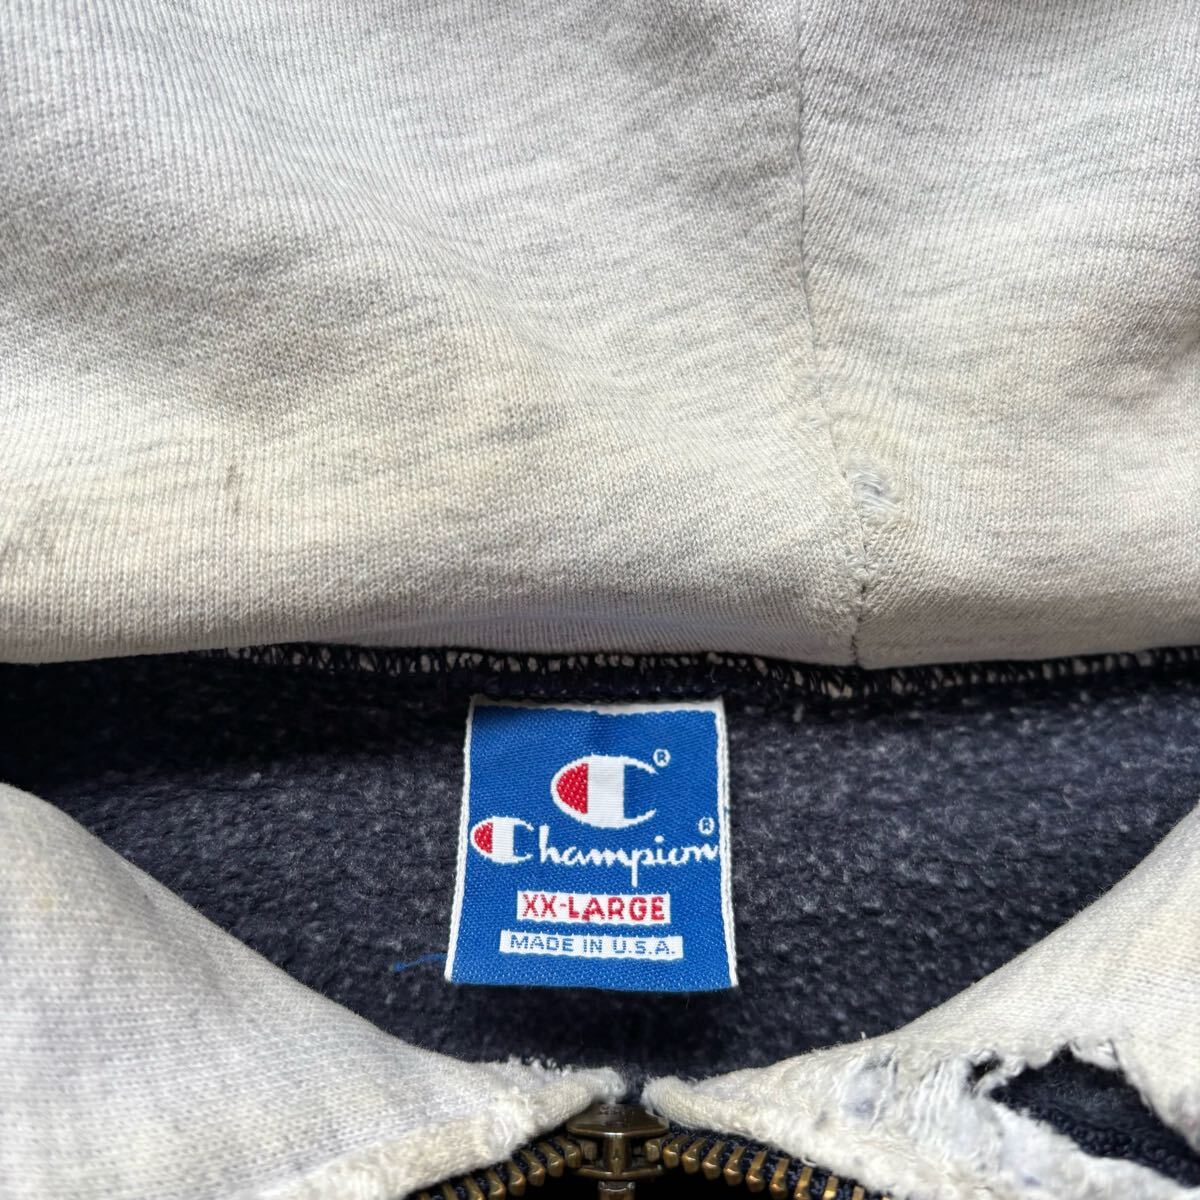 ®
Champion®
XX-LARGE
MADE IN U.S.A.